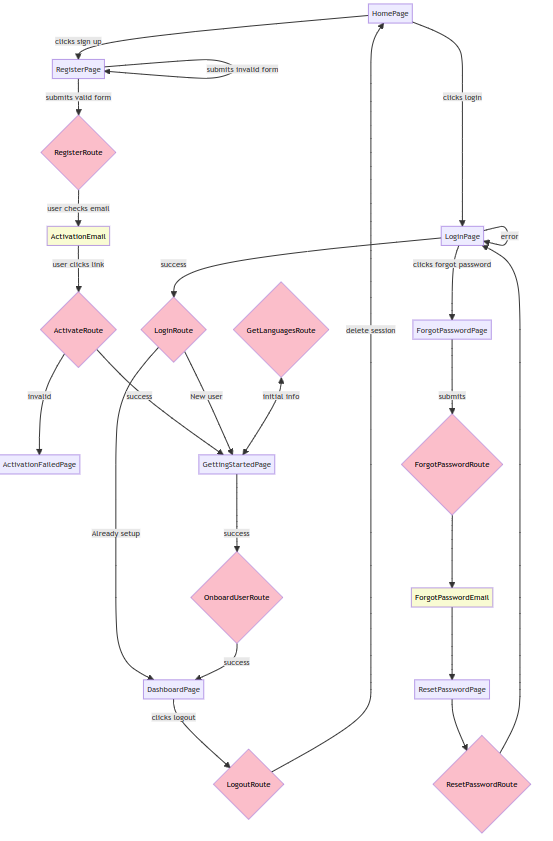 HomePage
clicks sign up
RegisterPage
submits invalid form
submits valid form
clicks login
RegisterRoute
user checks email
ActivationEmail
LoginPage
error
user clicks link
success
clicks forgot password
ActivateRoute
LoginRoute
GetLanguagesRoute
delete session
ForgotPasswordPage
invalid
success
New user
initial info
submits
ActivationFailedPage
GettingStartedPage
ForgotPasswordRoute
Already setup
success
OnboardUserRoute
ForgotPasswordEmail
success
DashboardPage
ResetPasswordPage
clicks logout
LogoutRoute
ResetPasswordRoute